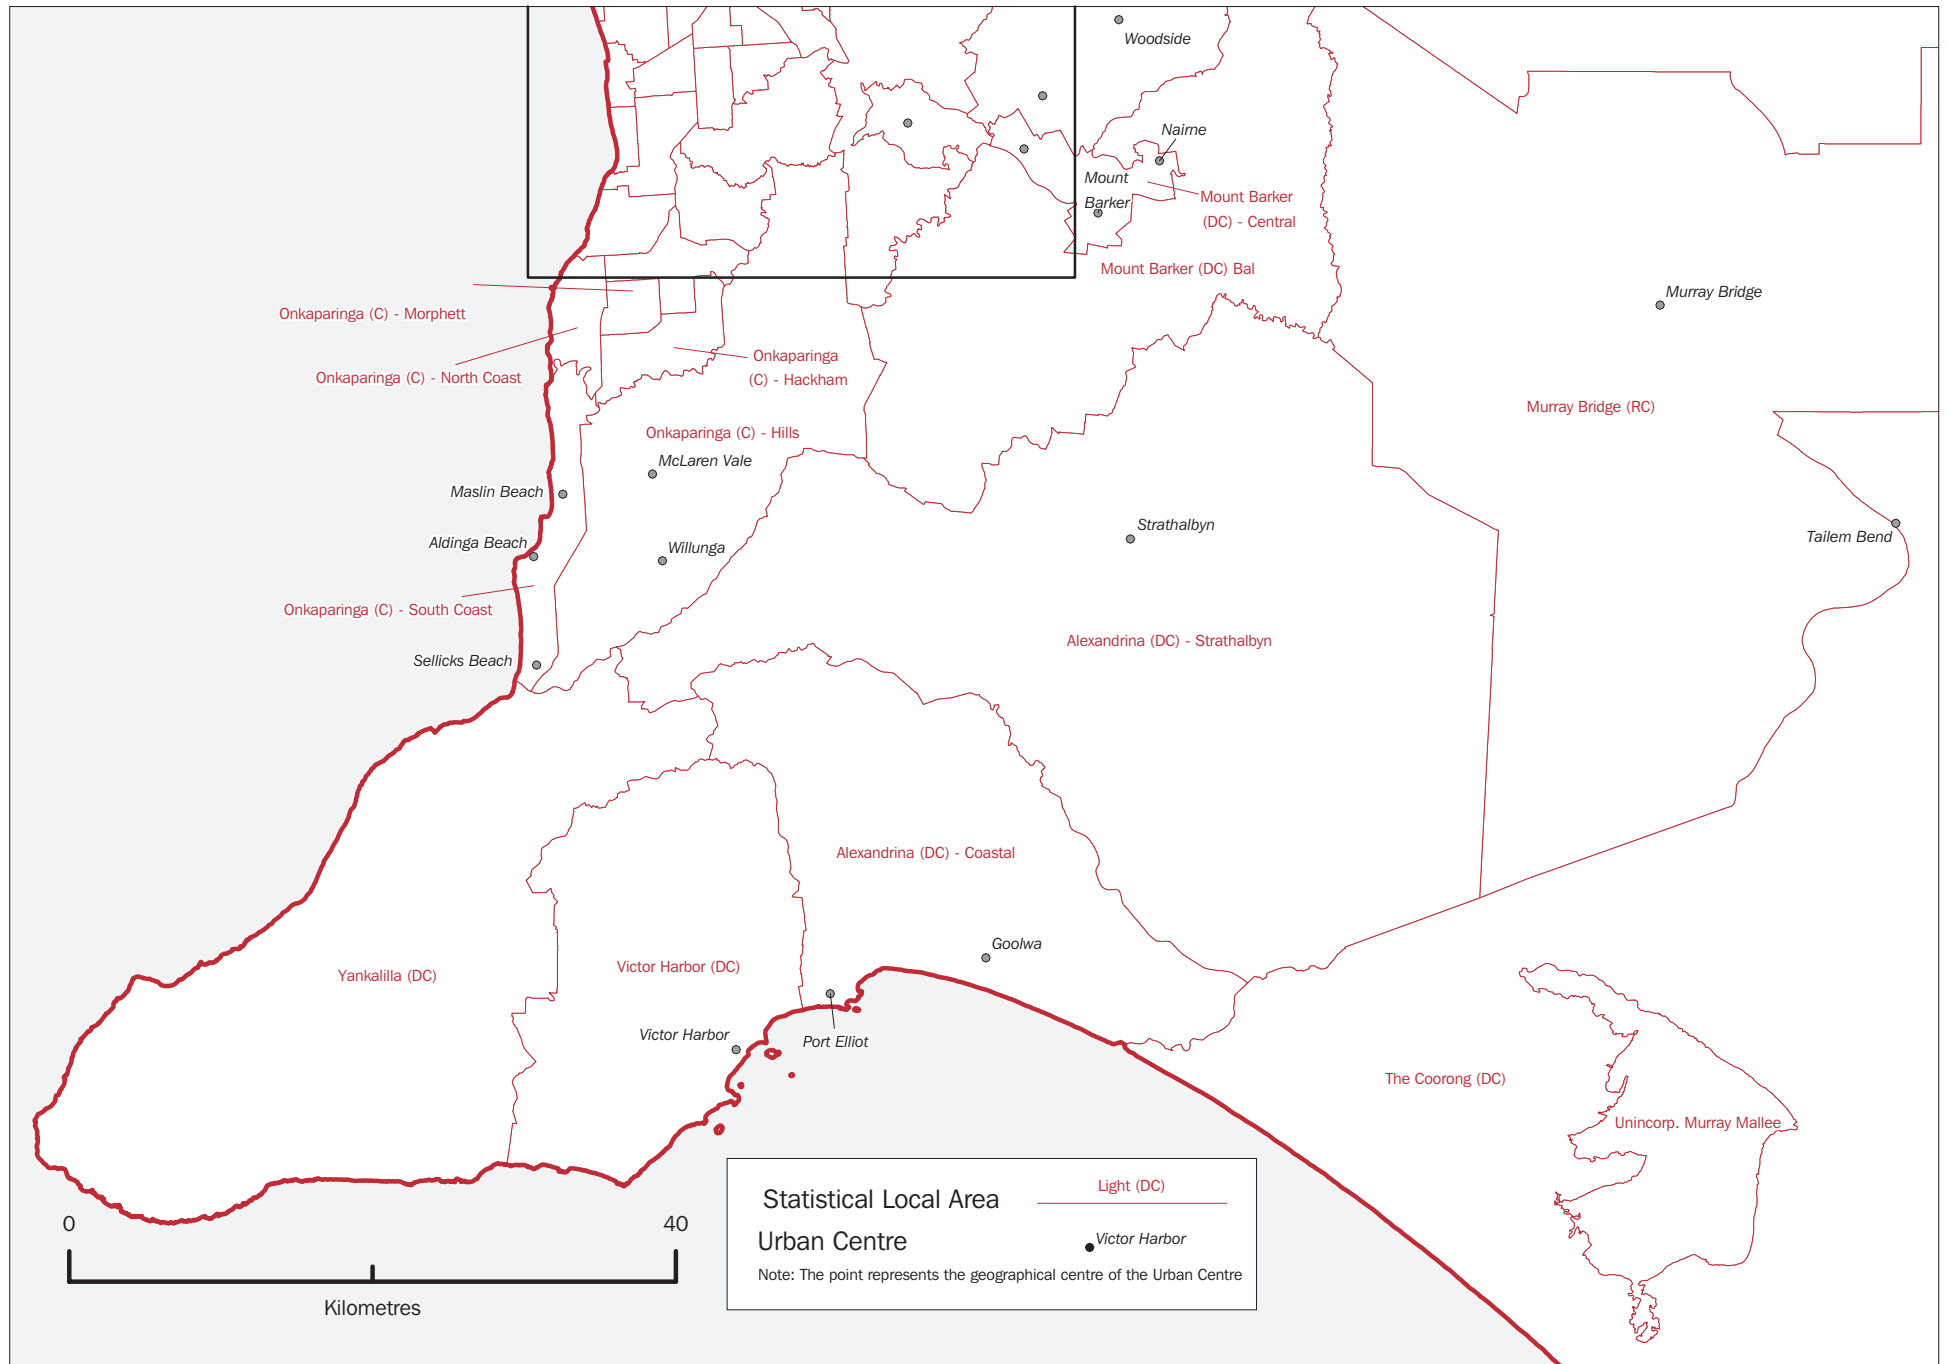 Woodside
Nairne
Mount
Barker
Mount Barker
(DC) - Central
Mount Barker (DC) Bal
Murray Bridge
Onkaparinga (C) - Morphett
Onkaparinga (C) - North Coast
Onkaparinga
(C) - Hackham
Murray Bridge (RC)
Onkaparinga (C) - Hills
McLaren Vale
Maslin Beach
Strathalbyn
Tailem Bend
Aldinga Beach
Willunga
Onkaparinga (C) - South Coast
Alexandrina (DC) - Strathalbyn
Sellicks Beach
Alexandrina (DC) - Coastal
Goolwa
Yankalilla (DC)
Victor Harbor (DC)
Victor Harbor
Port Elliot
The Coorong (DC)
Unincorp. Murray Mallee
Statistical Local Area
Light (DC)
Urban Centre
Victor Harbor
Note: The point represents the geographical centre of the Urban Centre
0
40
Kilometres